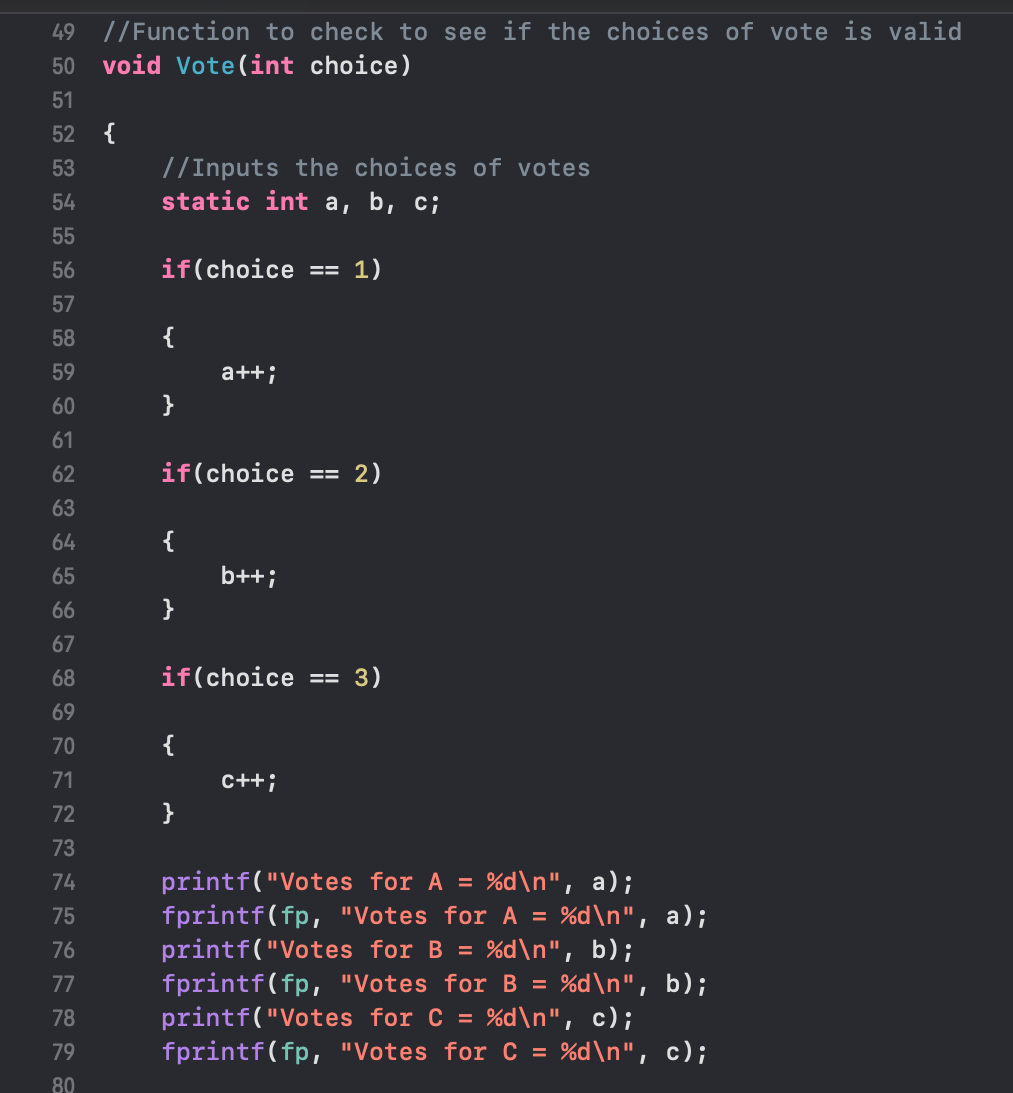 49 //Function to check to see if the choices of vote is valid
50 void Vote(int choice)
51
52 {
53     //Inputs the choices of votes
54     static int a, b, c;
55
56     if(choice == 1)
57
58     {
59         a++;
60     }
61
62     if(choice == 2)
63
64     {
65         b++;
66     }
67
68     if(choice == 3)
69
70     {
71         c++;
72     }
73
74     printf("Votes for A = %d\n", a);
75     fprintf(fp, "Votes for A = %d\n", a);
76     printf("Votes for B = %d\n", b);
77     fprintf(fp, "Votes for B = %d\n", b);
78     printf("Votes for C = %d\n", c);
79     fprintf(fp, "Votes for C = %d\n", c);
80